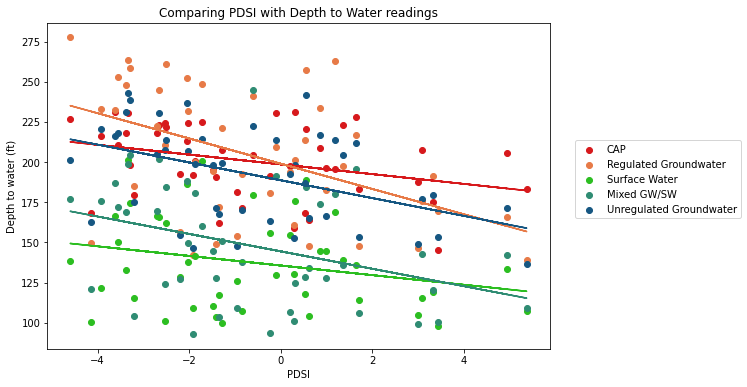 Comparing PDSI with Depth to Water readings
Depth to water (ft)
275
250
225
200
175
150
125
100
−4
−2
0
2
4
PDSI
CAP
Regulated Groundwater
Surface Water
Mixed GW/SW
Unregulated Groundwater